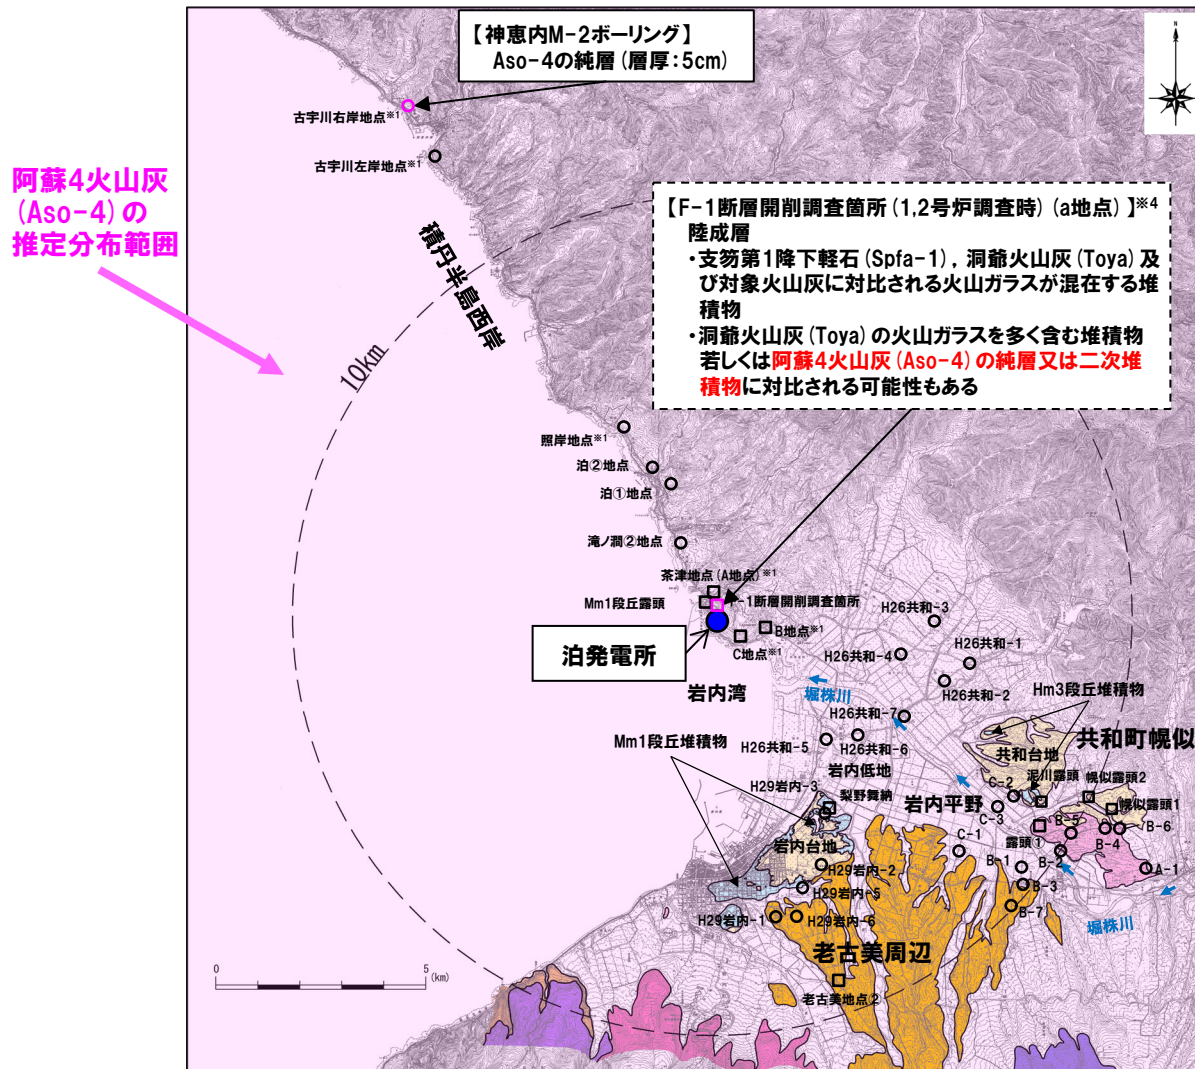 【神恵内M-2ボーリング】
Aso-4の純層(層厚:5cm)
N
古宇川右岸地点※1
古宇川左岸地点※1
阿蘇4火山灰
(Aso-4)の
推定分布範囲
【F-1断層開削調査箇所(1,2号炉調査時)(a地点)】※4
陸成層
・支笏第1降下軽石(Spfa-1),洞爺火山灰(Toya)及
び対象火山灰に対比される火山ガラスが混在する堆
積物
・洞爺火山灰(Toya)の火山ガラスを多く含む堆積物
若しくは阿蘇4火山灰(Aso-4)の純層又は二次堆
積物に対比される可能性もある
積丹半島西岸
10km
照岸地点※1
泊②地点
泊①地点
滝ノ澗②地点
茶津地点(A地点)※1
Mm1段丘露頭
-1断層開削調査箇所
B地点※1
C地点※1
泊発電所
岩内湾
H26共和-3
H26共和-1
H26共和-4
H26共和-2
堀株川
Hm3段丘堆積物
H26共和-7
Mm1段丘堆積物
H26共和-5
H26共和-6
共和町幌似
共和台地
岩内低地
H29岩内-3
梨野舞納
岩内平野
C-2
泥川露頭
幌似露頭2
幌似露頭1
C-3
B-5
B-6
B-4
露頭①
C-1
B-2
岩内台地
B-1
A-1
H29岩内-2
B-3
H29岩内-5
B-7
H29岩内-1
H29岩内-6
堀株川
老古美周辺
老古美地点2
0
5
(km)